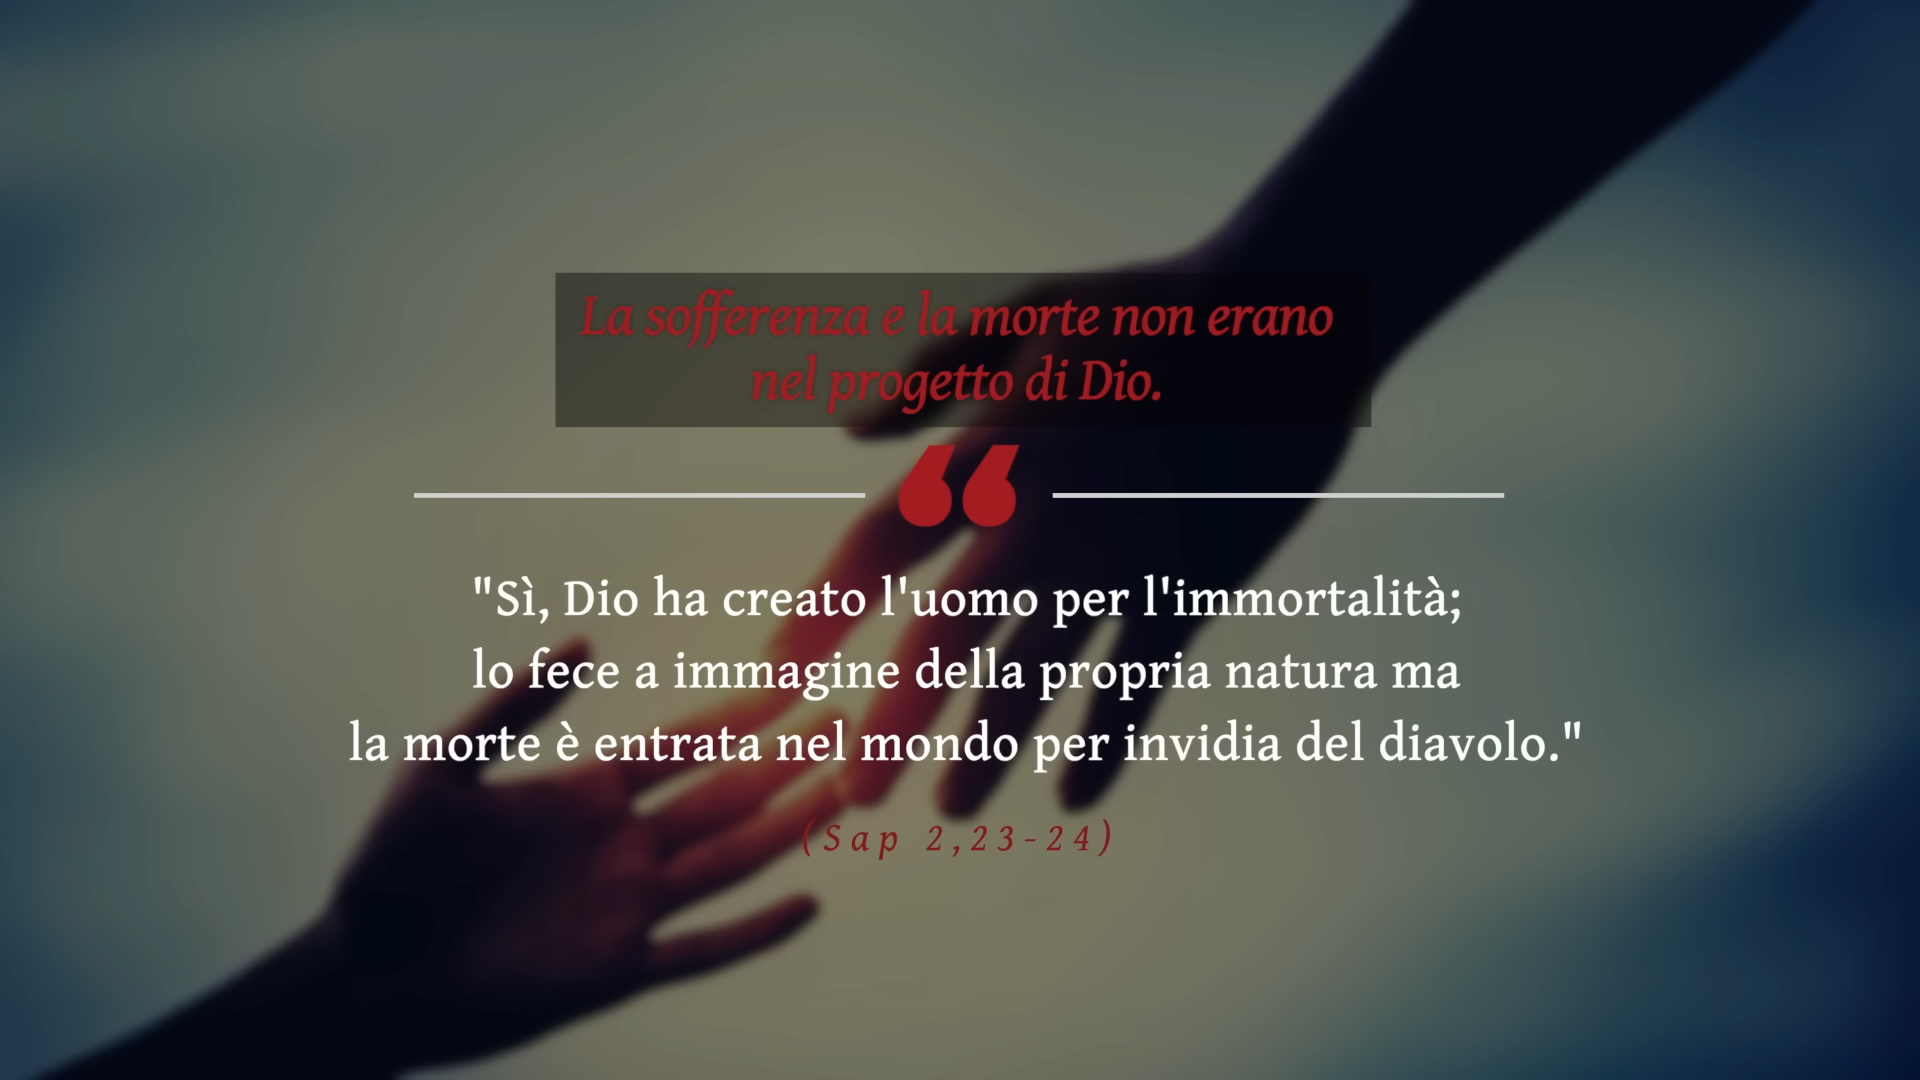 La sofferenza e la morte non erano
nel progetto di Dio.
“
"Sì, Dio ha creato l'uomo per l'immortalità;
lo fece a immagine della propria natura ma
la morte è entrata nel mondo per invidia del diavolo."
(Sap 2,23-24)